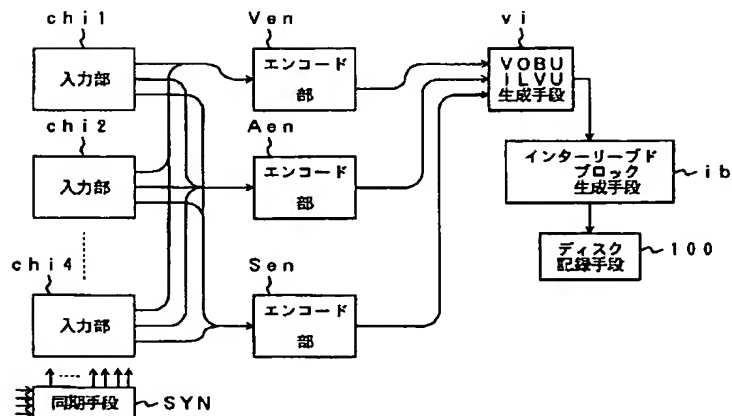 chi1
Ven
vi
入力部
エンコード
部
VOBU
ILVU
生成手段
chi2
Aen
入力部
エンコード
部
インターリーブド
ブロック
生成手段
ib
chi4
Sen
ディスク
記録手段
100
入力部
エンコード
部
同期手段
SYN